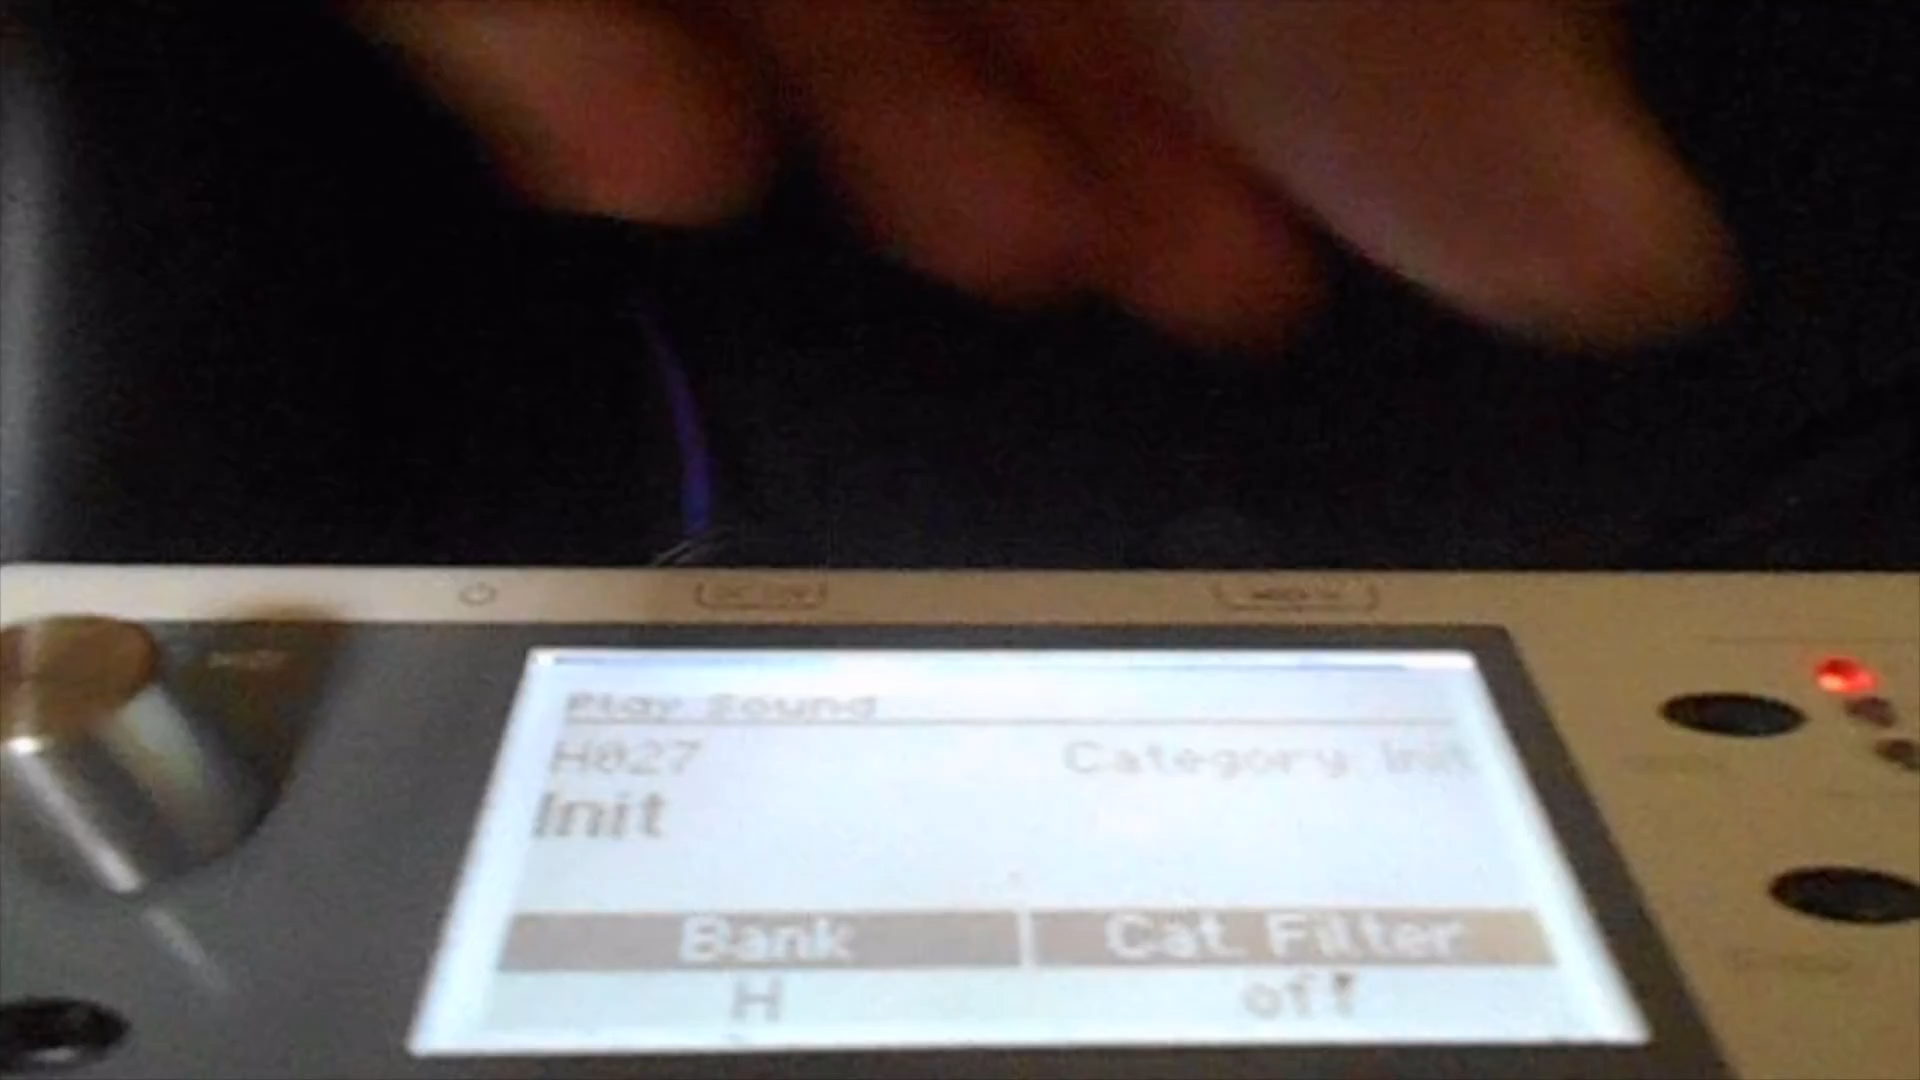 Play Sound
H027 Category Init
Init
Bank Cat. Filter
H off